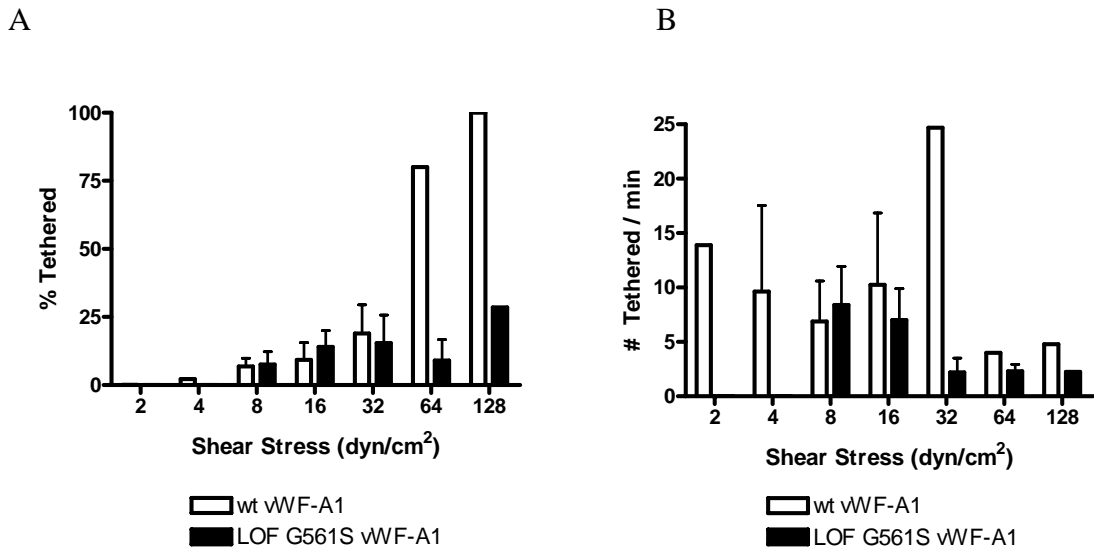 A
% Tethered
100
75
50
25
0
2 4 8 16 32 64 128
Shear Stress (dyn/cm²)
wt vWF-A1
LOF G561S vWF-A1
B
# Tethered / min
25
20
15
10
5
0
2 4 8 16 32 64 128
Shear Stress (dyn/cm²)
wt vWF-A1
LOF G561S vWF-A1